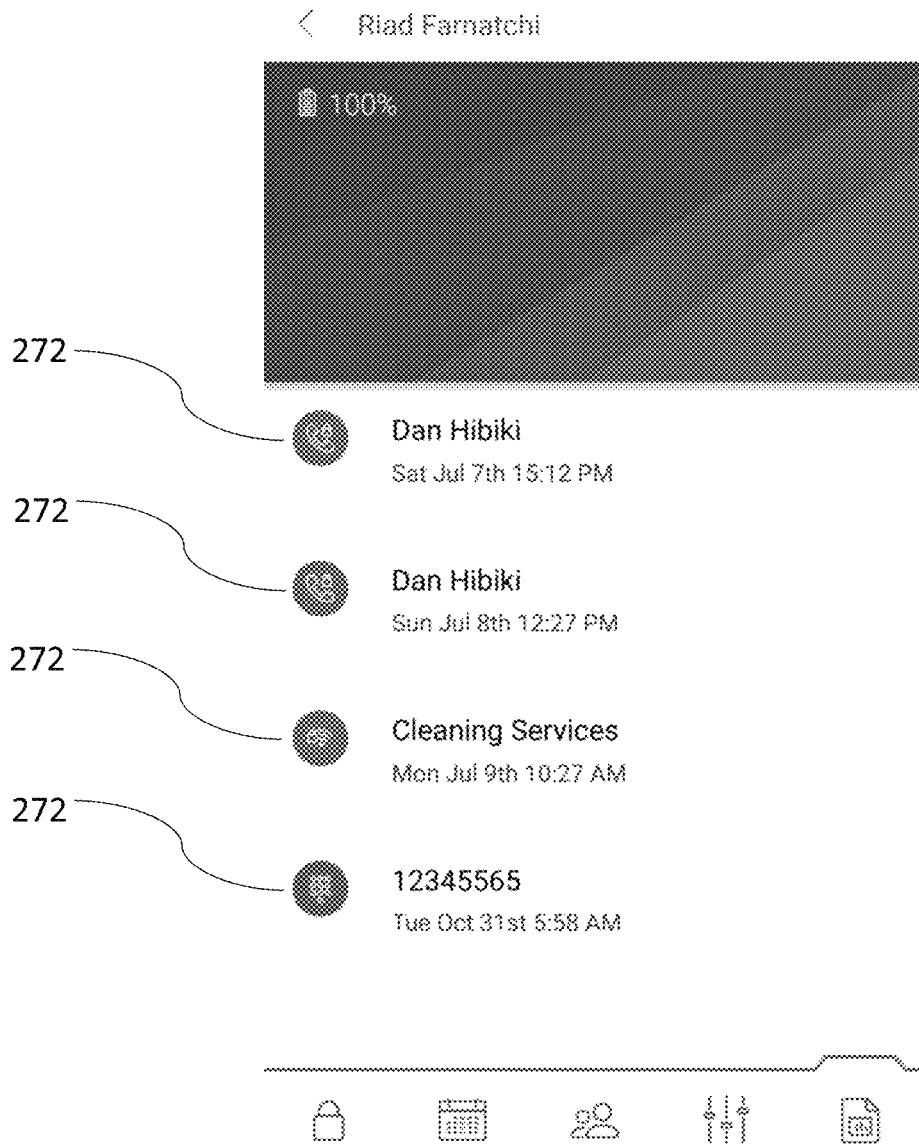 Riad Farnatchi
100%
272
Dan Hibiki
Sat Jul 7th 15:12 PM
272
Dan Hibiki
Sun Jul 8th 12:27 PM
272
Cleaning Services
Mon Jul 9th 10:27 AM
272
12345565
Tue Oct 31st 5:58 AM